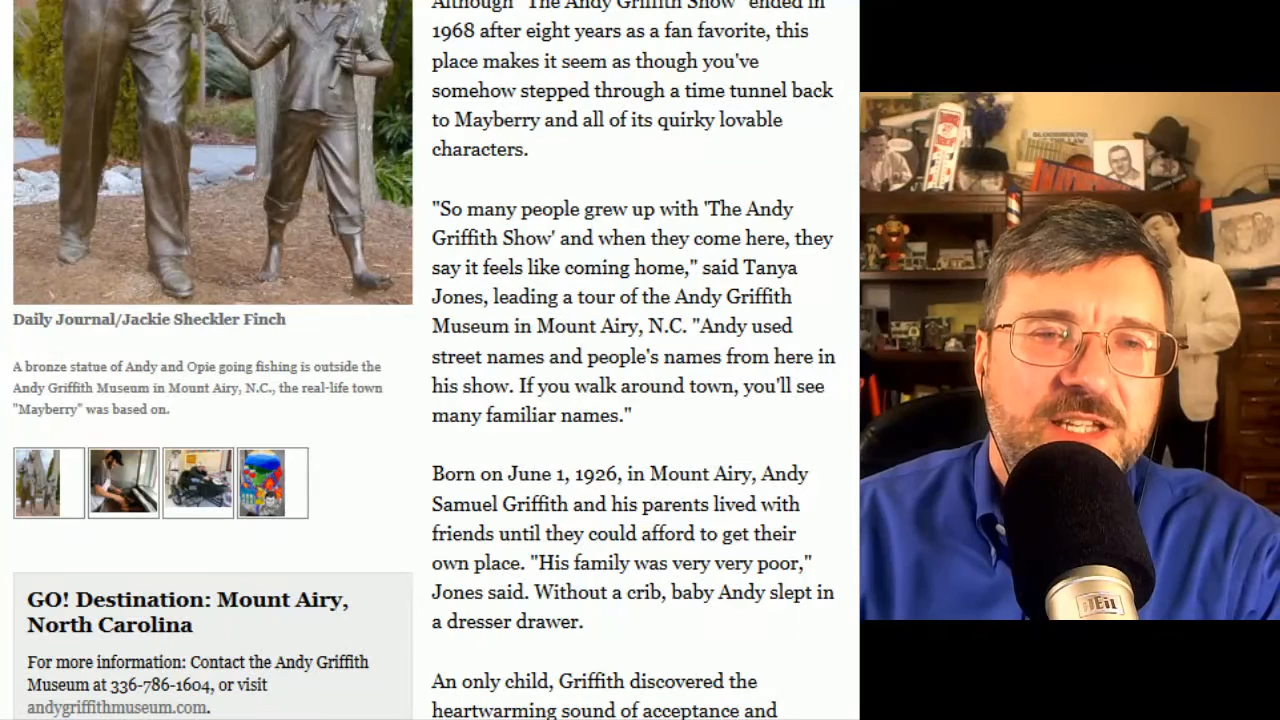 Although "The Andy Griffith Show" ended in
1968 after eight years as a fan favorite, this
place makes it seem as though you've
somehow stepped through a time tunnel back
to Mayberry and all of its quirky lovable
characters.
"So many people grew up with 'The Andy
Griffith Show' and when they come here, they
say it feels like coming home," said Tanya
Jones, leading a tour of the Andy Griffith
Museum in Mount Airy, N.C. "Andy used
street names and people's names from here in
his show. If you walk around town, you'll see
many familiar names."
Born on June 1, 1926, in Mount Airy, Andy
Samuel Griffith and his parents lived with
friends until they could afford to get their
own place. "His family was very very poor,"
Jones said. Without a crib, baby Andy slept in
a dresser drawer.
An only child, Griffith discovered the
heartwarming sound of acceptance and
Daily Journal/Jackie Sheckler Finch
A bronze statue of Andy and Opie going fishing is outside the
Andy Griffith Museum in Mount Airy, N.C., the real-life town
"Mayberry" was based on.
GO! Destination: Mount Airy,
North Carolina
For more information: Contact the Andy Griffith
Museum at 336-786-1604, or visit
andygriffithmuseum.com.
HEiL